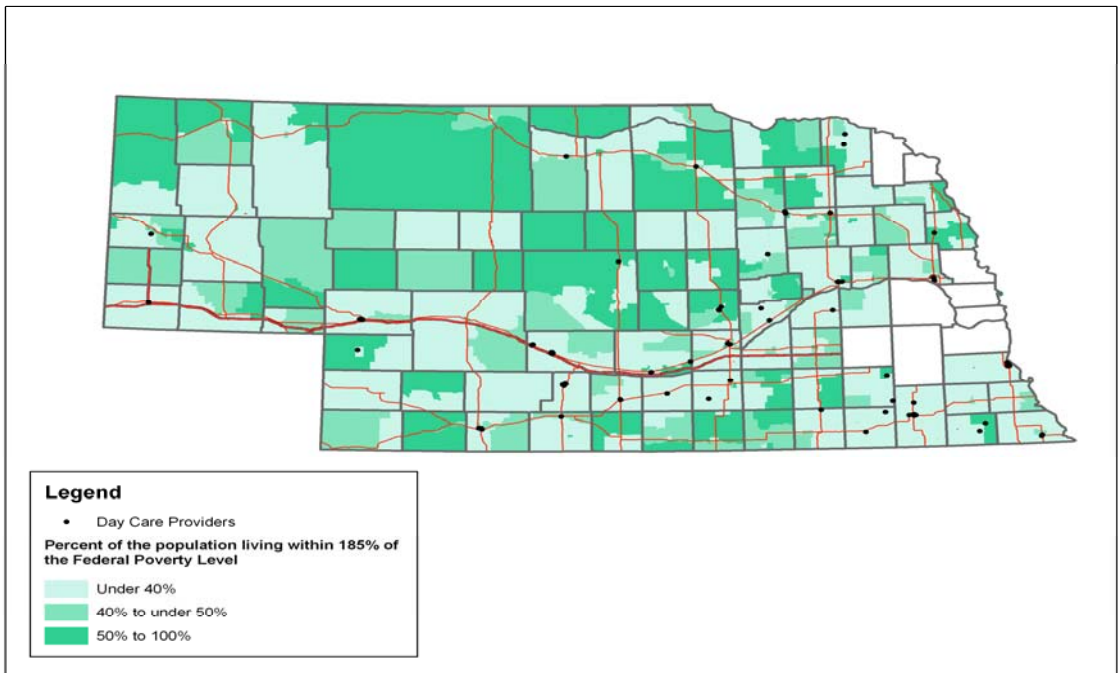 Legend
Day Care Providers
Percent of the population living within 185% of
the Federal Poverty Level
Under 40%
40% to under 50%
50% to 100%